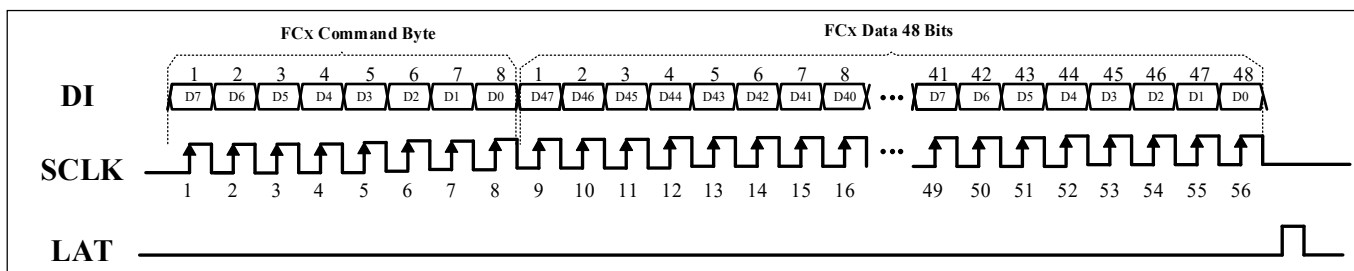 FCx Command Byte FCx Data 48 Bits
1 2 3 4 5 6 7 8 1 2 3 4 5 6 7 8 41 42 43 44 45 46 47 48
DI D7 D6 D5 D4 D3 D2 D1 D0 D47 D46 D45 D44 D43 D42 D41 D40 ••• D7 D6 D5 D4 D3 D2 D1 D0
SCLK •••
1 2 3 4 5 6 7 8 9 10 11 12 13 14 15 16 49 50 51 52 53 54 55 56
LAT